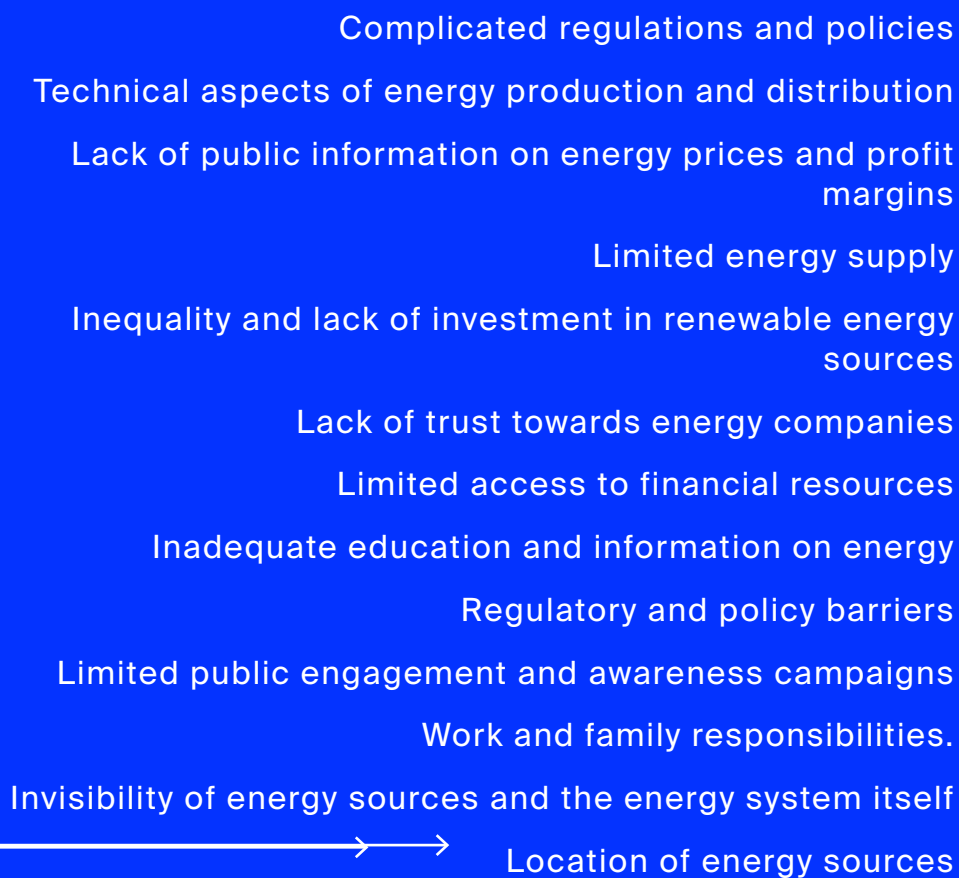 Complicated regulations and policies
Technical aspects of energy production and distribution
Lack of public information on energy prices and profit
margins
Limited energy supply
Inequality and lack of investment in renewable energy
sources
Lack of trust towards energy companies
Limited access to financial resources
Inadequate education and information on energy
Regulatory and policy barriers
Limited public engagement and awareness campaigns
Work and family responsibilities.
Invisibility of energy sources and the energy system itself
Location of energy sources